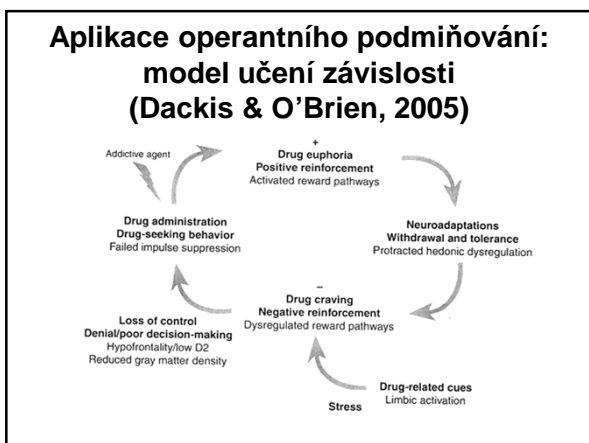 Aplikace operantního podmiňování:
model učení závislosti
(Dackis & O’Brien, 2005)
Addictive agent
+
Drug euphoria
Positive reinforcement
Activated reward pathways
Drug administration
Drug-seeking behavior
Failed impulse suppression
Neuroadaptations
Withdrawal and tolerance
Protracted hedonic dysregulation
–
Drug craving
Negative reinforcement
Dysregulated reward pathways
Loss of control
Denial/poor decision-making
Hypofrontality/low D2
Reduced gray matter density
Drug-related cues
Limbic activation
Stress